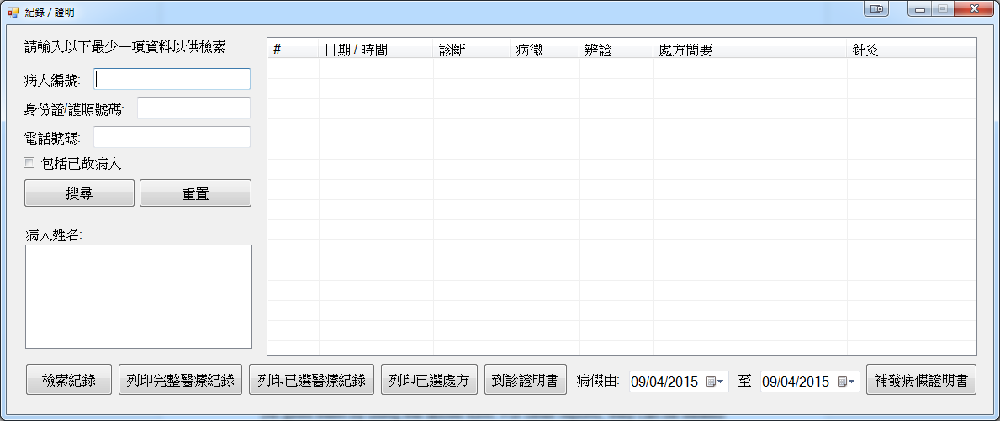 紀錄 / 證明
請輸入以下最少一項資料以供檢索
病人編號:
身份證/護照號碼:
電話號碼:
包括已故病人
搜尋 重置
病人姓名:
# 日期 / 時間 診斷 病徵 辨證 處方簡要 針灸
檢索紀錄 列印完整醫療紀錄 列印已選醫療紀錄 列印已選處方 到診證明書 病假由: 09/04/2015 至 09/04/2015 補發病假證明書